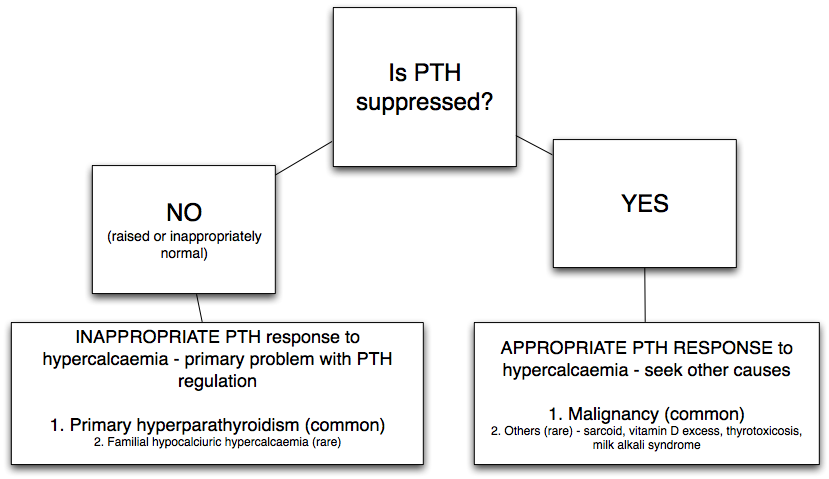 Is PTH
suppressed?
NO
(raised or inappropriately
normal)
YES
INAPPROPRIATE PTH response to
hypercalcaemia - primary problem with PTH
regulation
1. Primary hyperparathyroidism (common)
2. Familial hypocalciuric hypercalcaemia (rare)
APPROPRIATE PTH RESPONSE to
hypercalcaemia - seek other causes
1. Malignancy (common)
2. Others (rare) - sarcoid, vitamin D excess, thyrotoxicosis,
milk alkali syndrome